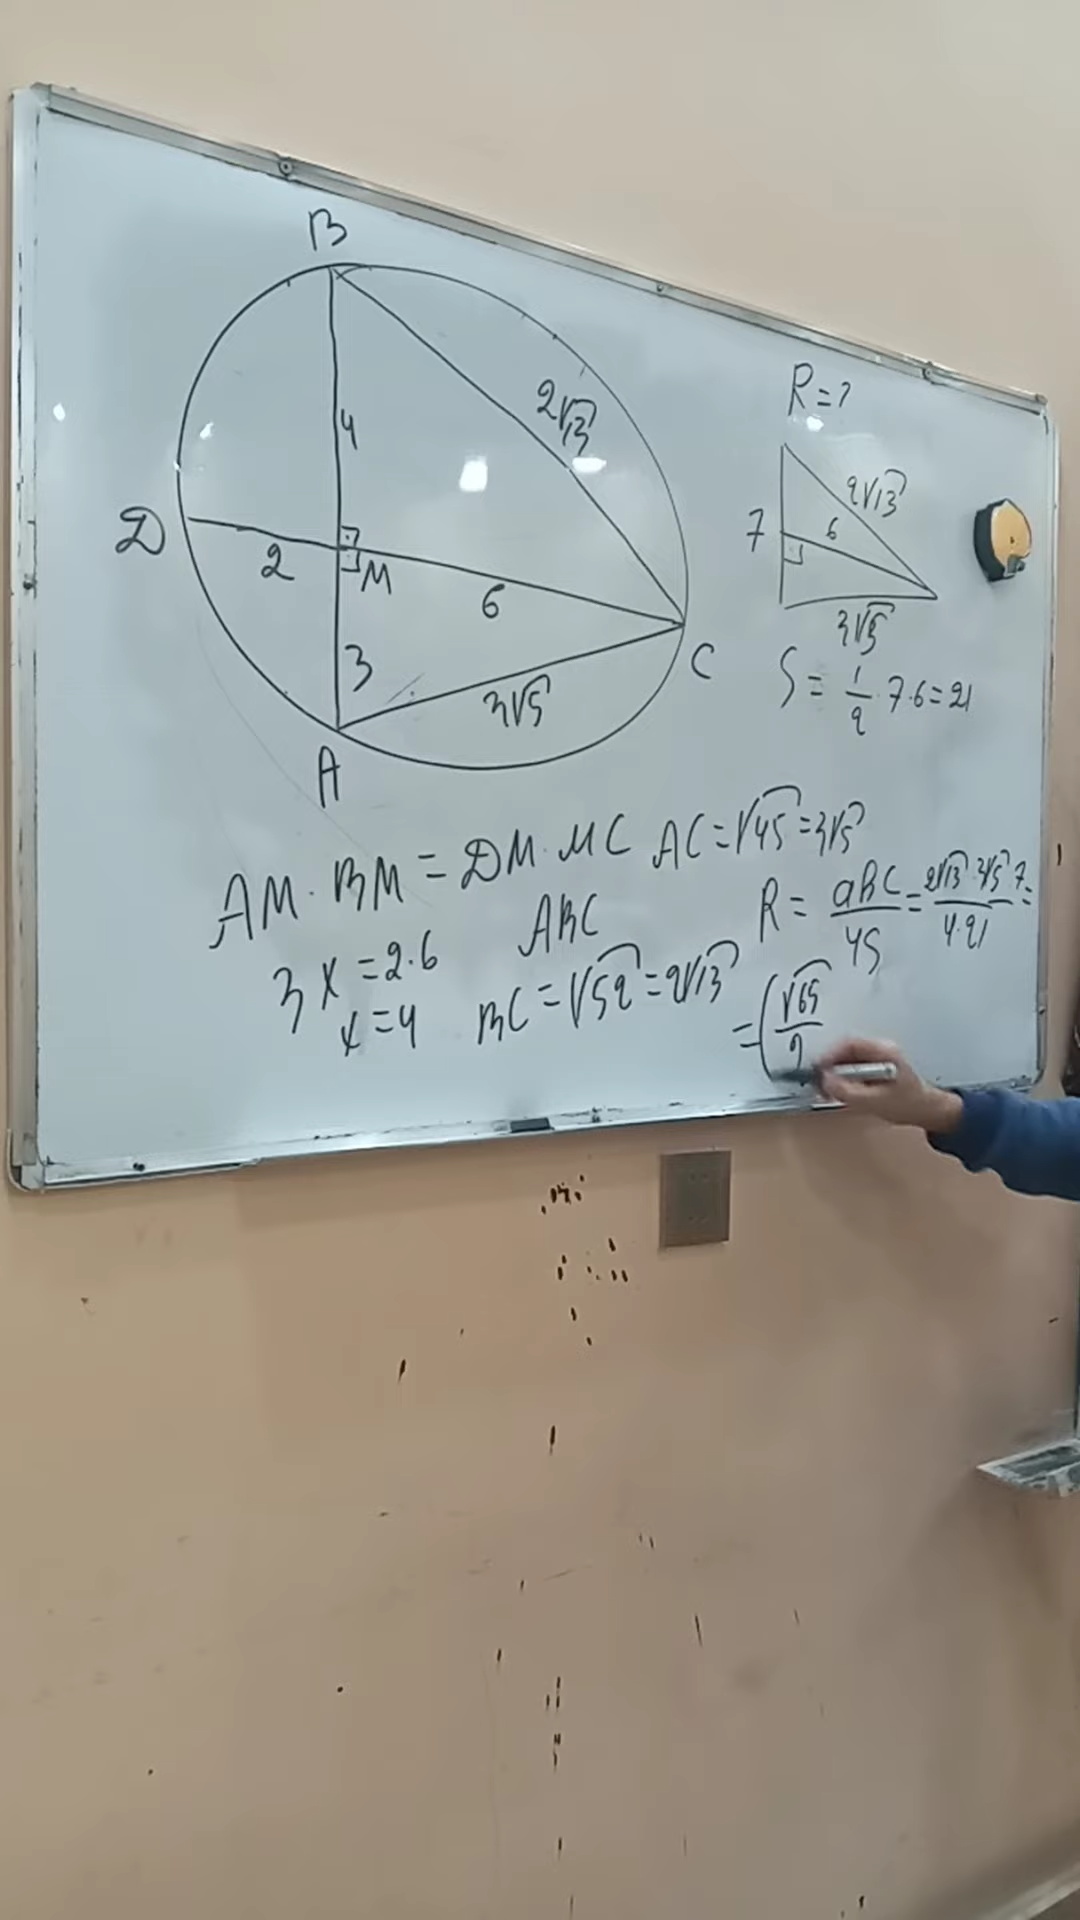 B
R=?
4
2√13
2√13
7
6
D
2
M
6
3√5
3
3√5
C
S = 1/2 · 7·6=21
A
AM · BM = DM · MC
AC=√45=3√5
3x=2·6
x=4
ABC
BC=√52=2√13
R = abc/4S = 2√13·3√5·7/4·21 =
= √65/2